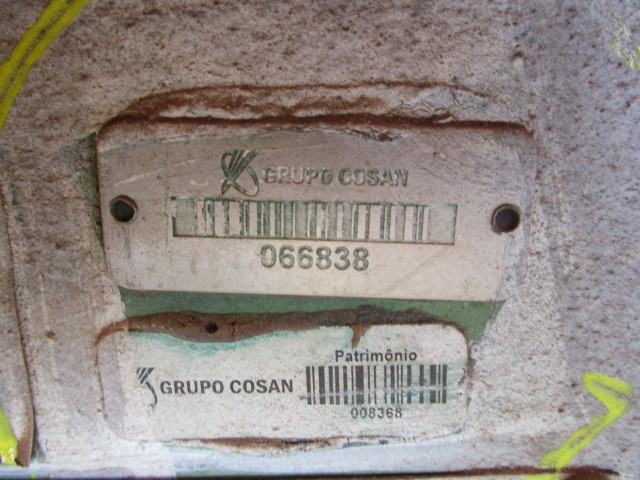 GRUPO COSAN
066838
Patrimônio
GRUPO COSAN
008368